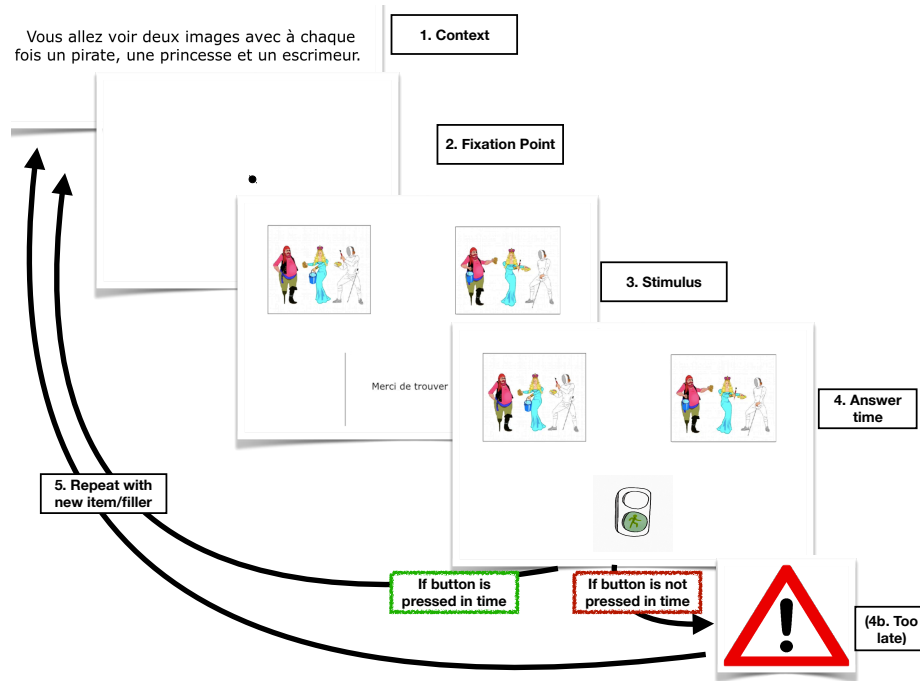 Vous allez voir deux images avec à chaque
fois un pirate, une princesse et un escrimeur.
1. Context
2. Fixation Point
3. Stimulus
Merci de trouver
4. Answer
time
5. Repeat with
new item/filler
If button is
pressed in time
If button is not
pressed in time
(4b. Too
late)